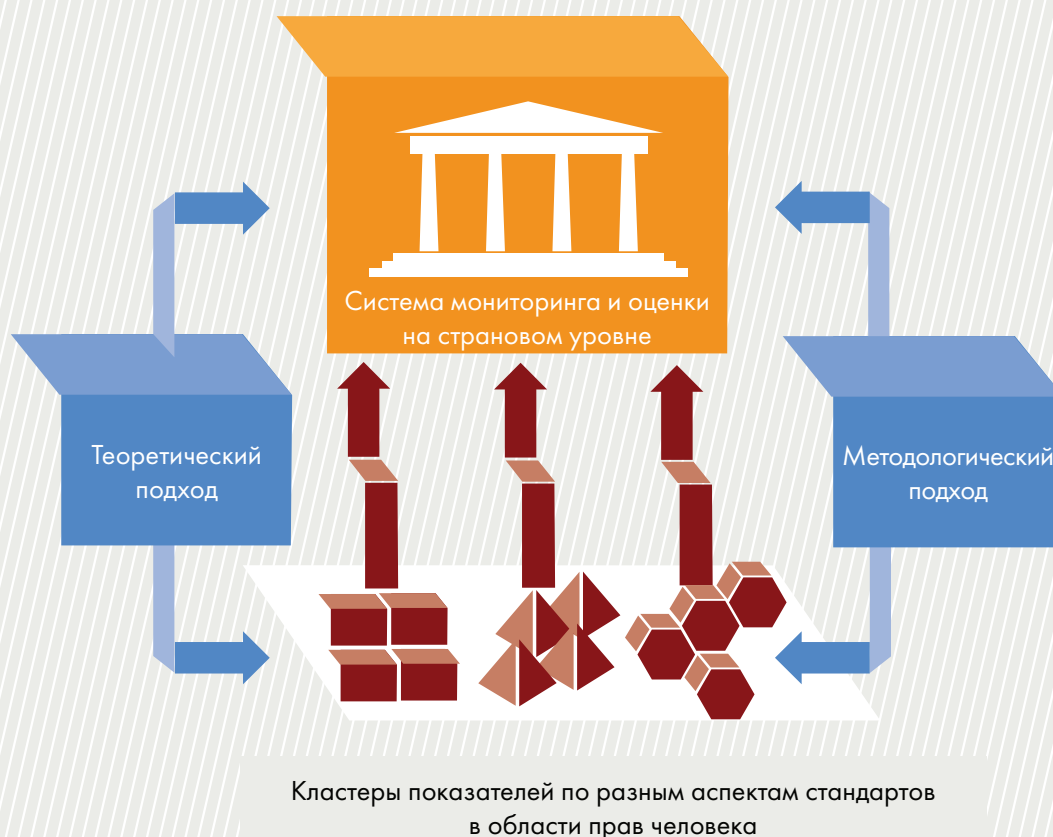 Система мониторинга и оценки
на страновом уровне
Теоретический
подход
Методологический
подход
Кластеры показателей по разным аспектам стандартов
в области прав человека